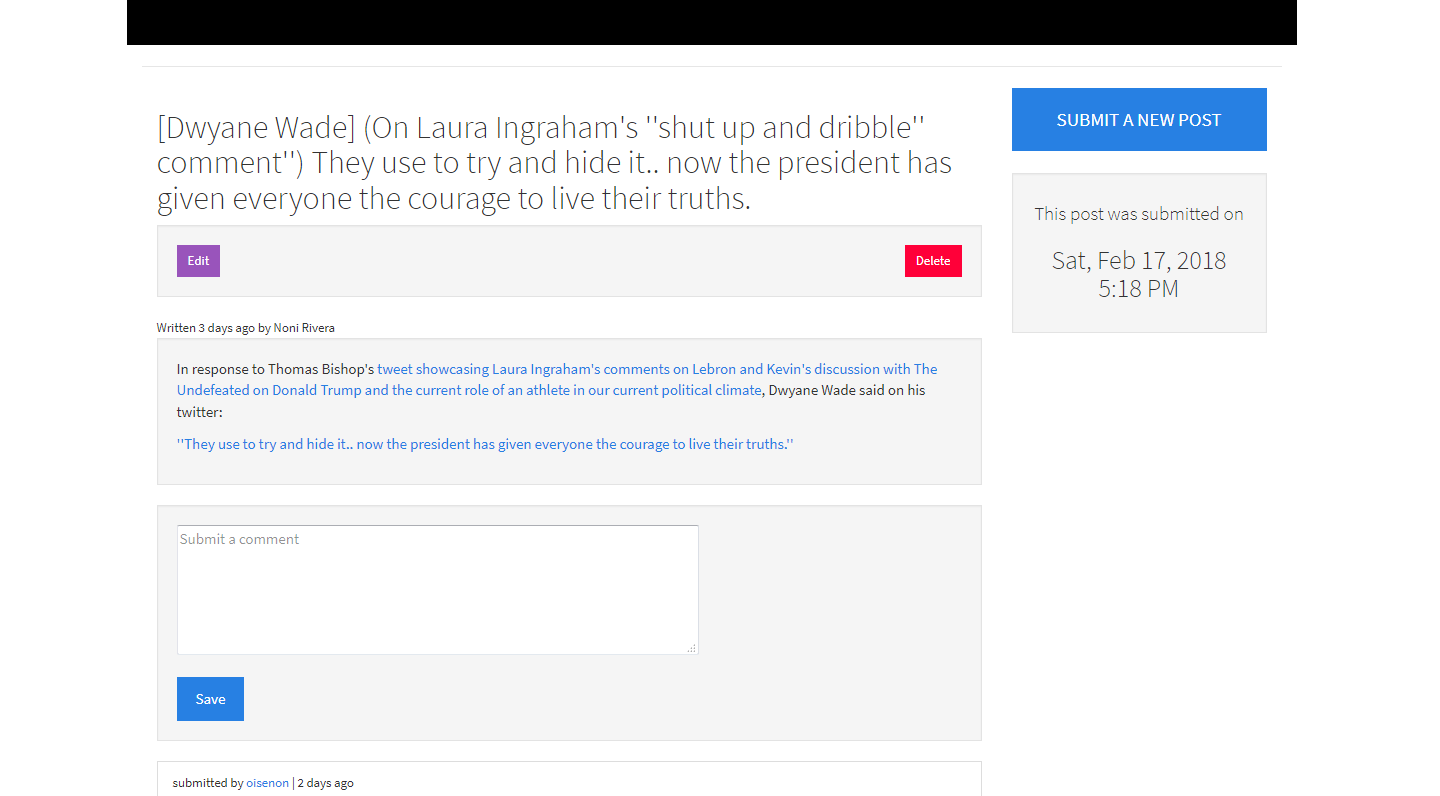 [Dwyane Wade] (On Laura Ingraham's ''shut up and dribble''
comment'') They use to try and hide it.. now the president has
given everyone the courage to live their truths.
Edit
Delete
Written 3 days ago by Noni Rivera
In response to Thomas Bishop's tweet showcasing Laura Ingraham's comments on Lebron and Kevin's discussion with The
Undefeated on Donald Trump and the current role of an athlete in our current political climate, Dwyane Wade said on his
twitter:
''They use to try and hide it.. now the president has given everyone the courage to live their truths.''
Submit a comment
Save
submitted by oisenon | 2 days ago
SUBMIT A NEW POST
This post was submitted on
Sat, Feb 17, 2018
5:18 PM